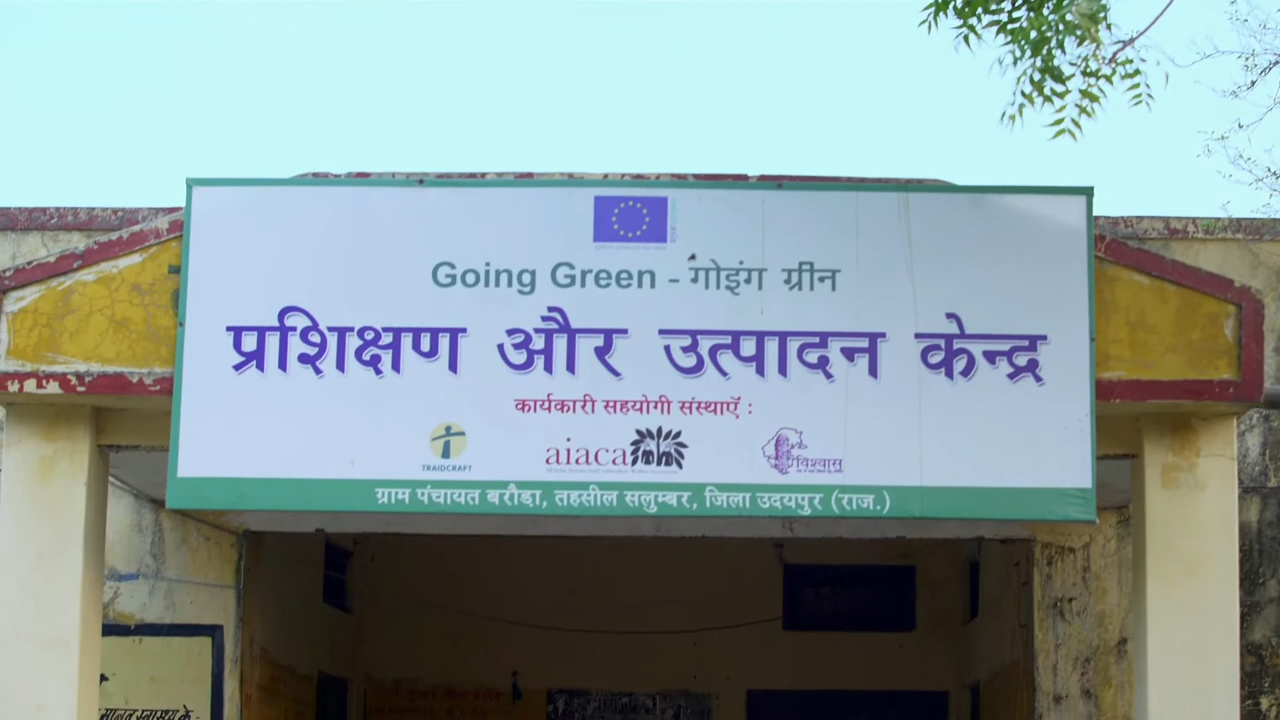 Going Green - गोइंग ग्रीन
प्रशिक्षण और उत्पादन केन्द्र
कार्यकारी सहयोगी संस्थाएँ :
TRAIDCRAFT
aiaca
विश्वास
ग्राम पंचायत बरौडा, तहसील सलुम्बर, जिला उदयपुर (राज.)